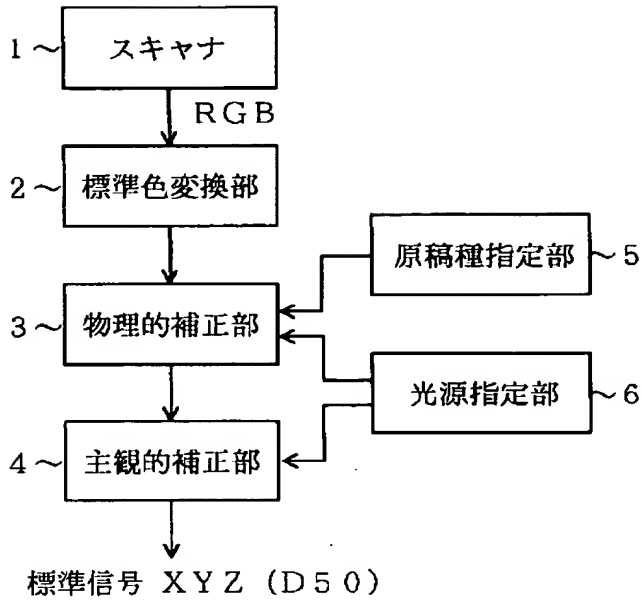 1 ～ スキャナ
RGB
2 ～ 標準色変換部
原稿種指定部 ～ 5
3 ～ 物理的補正部
光源指定部 ～ 6
4 ～ 主観的補正部
標準信号 XYZ (D50)